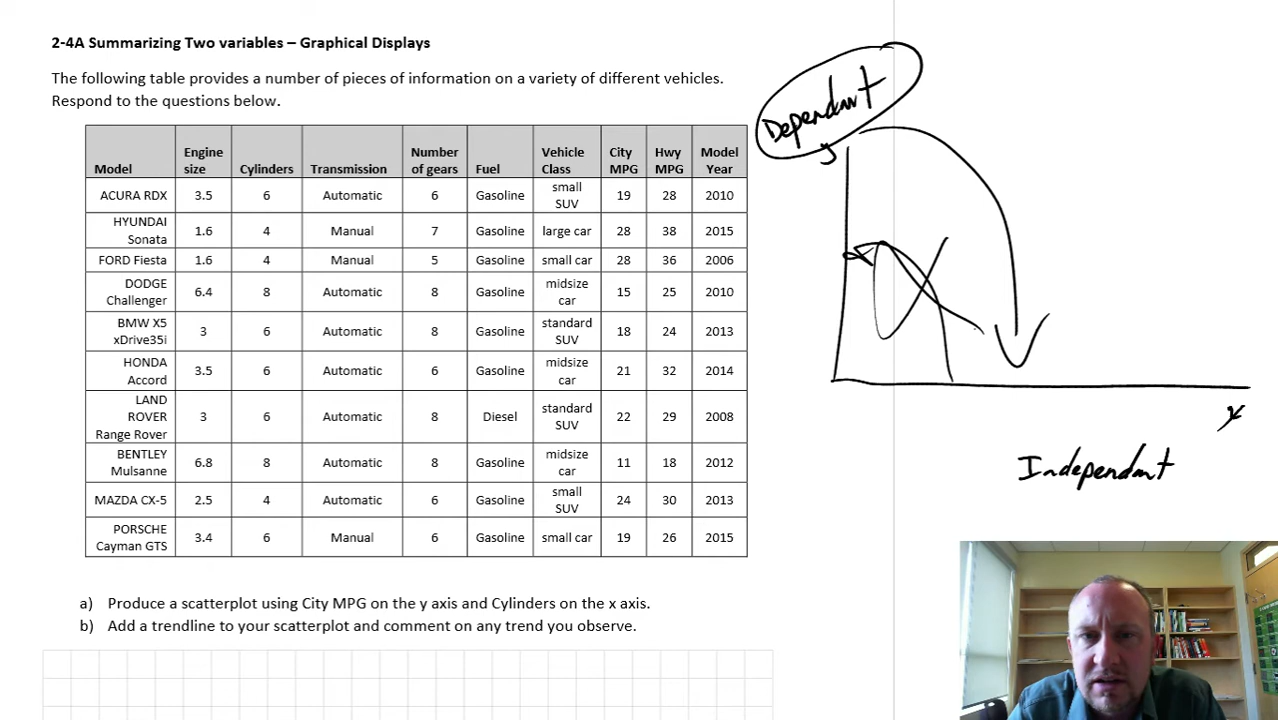 2-4A Summarizing Two variables – Graphical Displays
The following table provides a number of pieces of information on a variety of different vehicles.
Respond to the questions below.
Model Engine size Cylinders Transmission Number of gears Fuel Vehicle Class City MPG Hwy MPG Model Year
ACURA RDX 3.5 6 Automatic 6 Gasoline small SUV 19 28 2010
HYUNDAI Sonata 1.6 4 Manual 7 Gasoline large car 28 38 2015
FORD Fiesta 1.6 4 Manual 5 Gasoline small car 28 36 2006
DODGE Challenger 6.4 8 Automatic 8 Gasoline midsize car 15 25 2010
BMW X5 xDrive35i 3 6 Automatic 8 Gasoline standard SUV 18 24 2013
HONDA Accord 3.5 6 Automatic 6 Gasoline midsize car 21 32 2014
LAND ROVER Range Rover 3 6 Automatic 8 Diesel standard SUV 22 29 2008
BENTLEY Mulsanne 6.8 8 Automatic 8 Gasoline midsize car 11 18 2012
MAZDA CX-5 2.5 4 Automatic 6 Gasoline small SUV 24 30 2013
PORSCHE Cayman GTS 3.4 6 Manual 6 Gasoline small car 19 26 2015
a) Produce a scatterplot using City MPG on the y axis and Cylinders on the x axis.
b) Add a trendline to your scatterplot and comment on any trend you observe.
Dependant
y
x
Independant